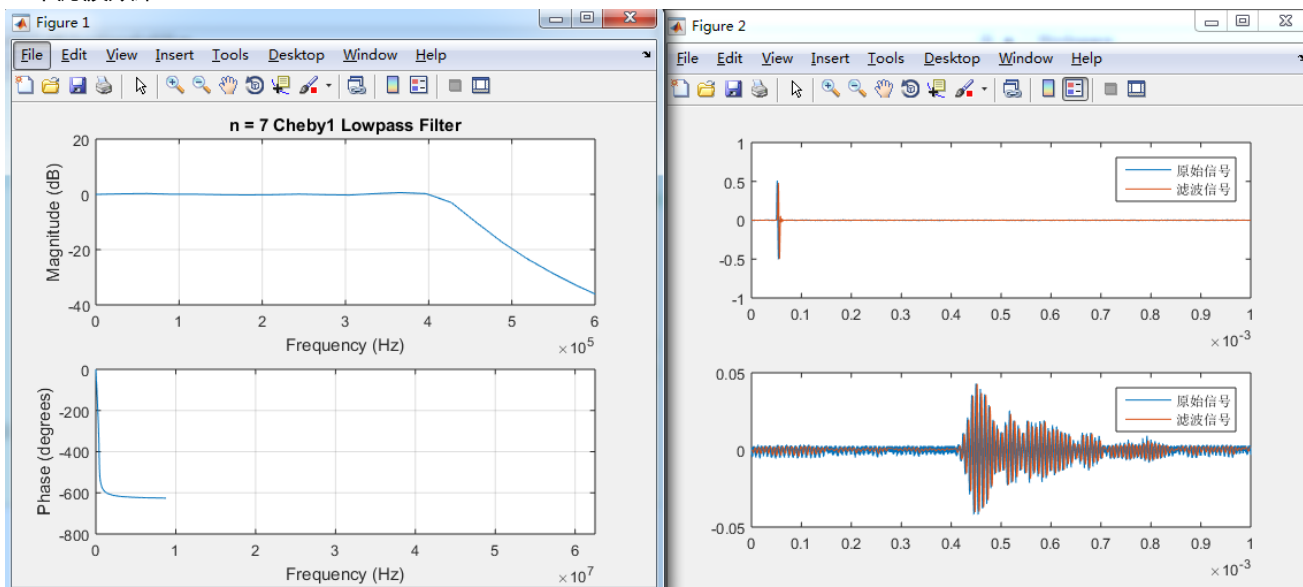 Figure 1
File Edit View Insert Tools Desktop Window Help
n = 7 Cheby1 Lowpass Filter
20
0
-20
-40
Magnitude (dB)
0 1 2 3 4 5 6
Frequency (Hz)
×10^5
0
-200
-400
-600
-800
Phase (degrees)
0 1 2 3 4 5 6
Frequency (Hz)
×10^7
Figure 2
File Edit View Insert Tools Desktop Window Help
1
0.5
0
-0.5
-1
原始信号
滤波信号
0 0.1 0.2 0.3 0.4 0.5 0.6 0.7 0.8 0.9 1
×10^-3
0.05
0
-0.05
原始信号
滤波信号
0 0.1 0.2 0.3 0.4 0.5 0.6 0.7 0.8 0.9 1
×10^-3